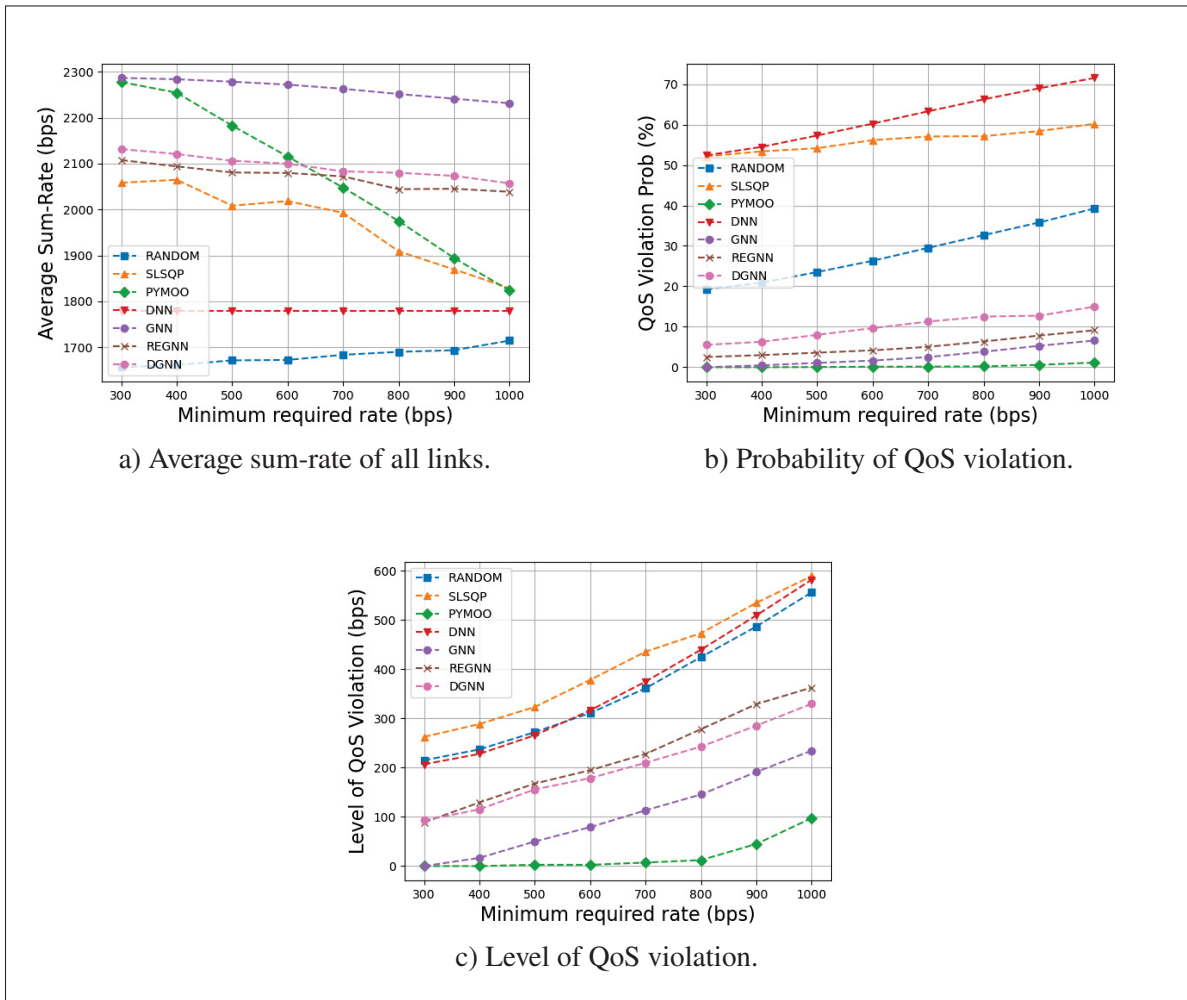 2300
2200
2100
2000
1900
1800
1700
Average Sum-Rate (bps)
RANDOM
SLSQP
PYMOO
DNN
GNN
REGNN
DGNN
300 400 500 600 700 800 900 1000
Minimum required rate (bps)
a) Average sum-rate of all links.
70
60
50
40
30
20
10
0
QoS Violation Prob (%)
RANDOM
SLSQP
PYMOO
DNN
GNN
REGNN
DGNN
300 400 500 600 700 800 900 1000
Minimum required rate (bps)
b) Probability of QoS violation.
600
500
400
300
200
100
0
Level of QoS Violation (bps)
RANDOM
SLSQP
PYMOO
DNN
GNN
REGNN
DGNN
300 400 500 600 700 800 900 1000
Minimum required rate (bps)
c) Level of QoS violation.